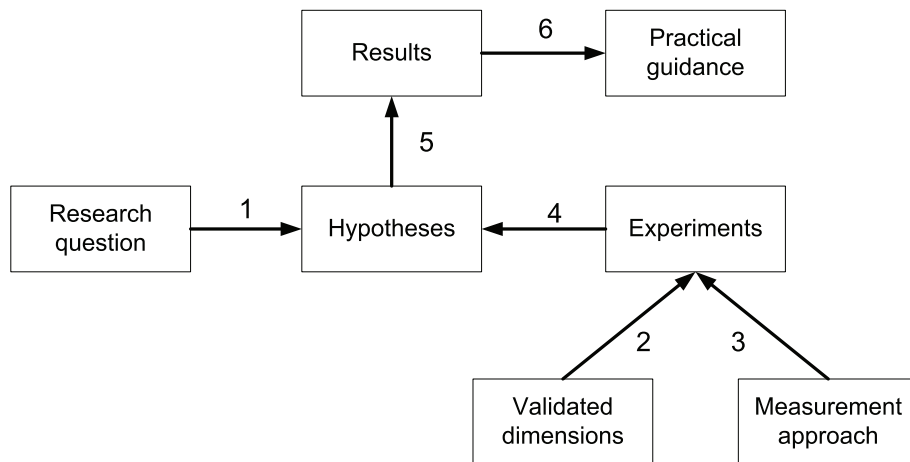 Results
6
Practical
guidance
5
Research
question
1
Hypotheses
4
Experiments
2
3
Validated
dimensions
Measurement
approach